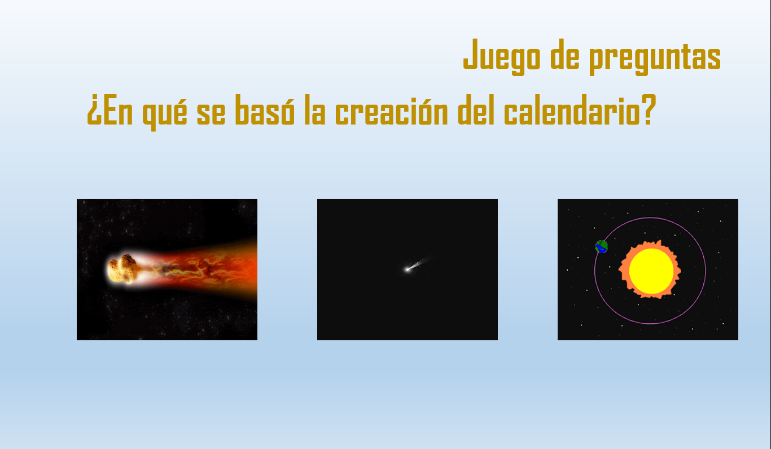 Juego de preguntas
¿En qué se basó la creación del calendario?